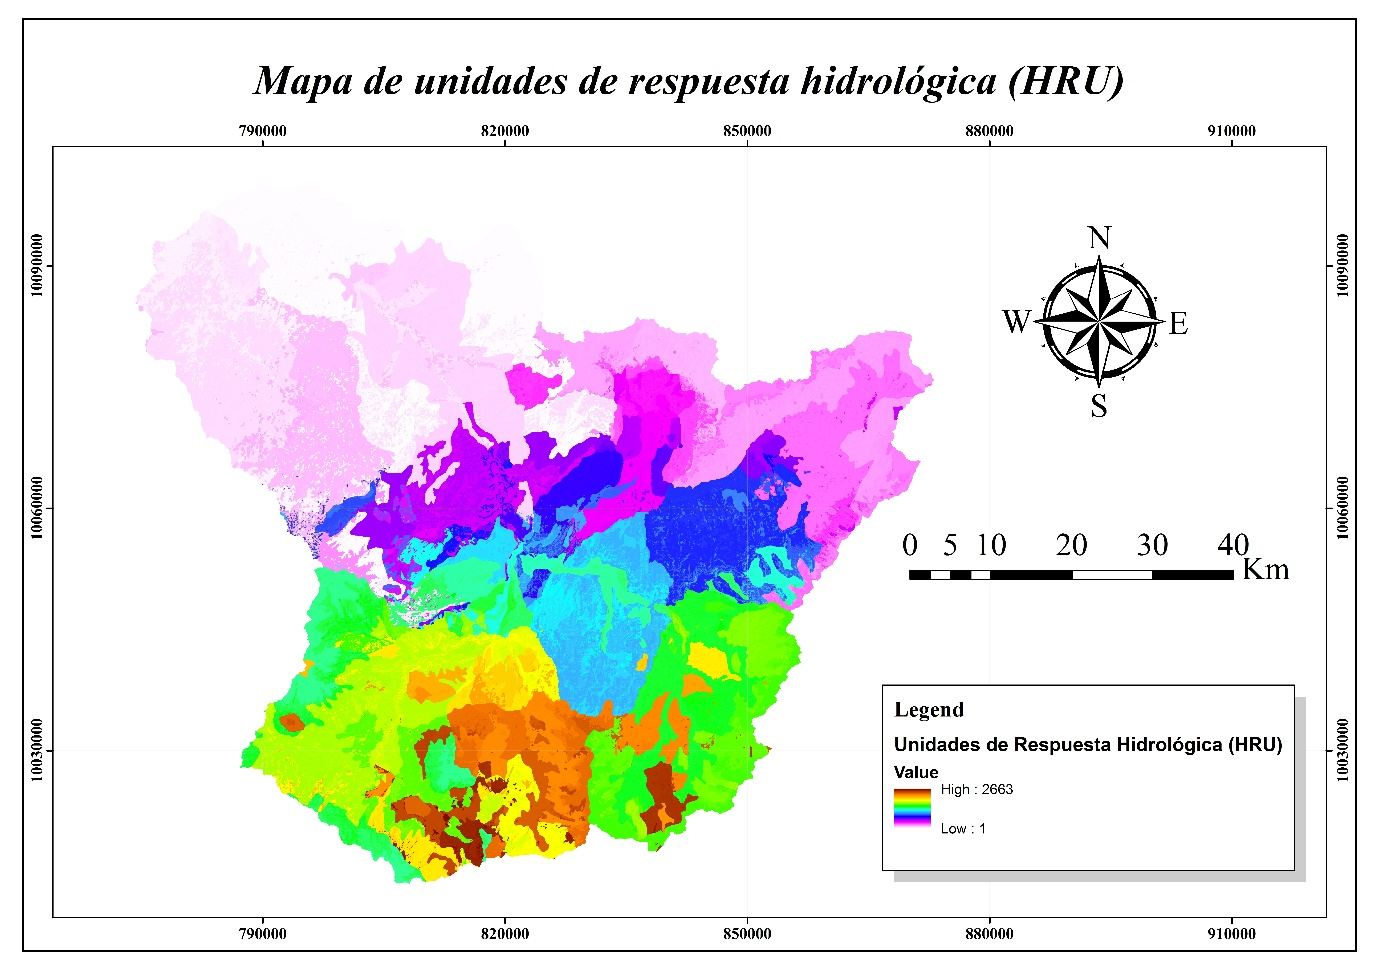 Mapa de unidades de respuesta hidrológica (HRU)
790000 820000 850000 880000 910000
10090000 10090000
N
W E
S
10060000 10060000
0 5 10 20 30 40
Km
Legend
Unidades de Respuesta Hidrológica (HRU)
Value
High : 2663
Low : 1
10030000 10030000
790000 820000 850000 880000 910000